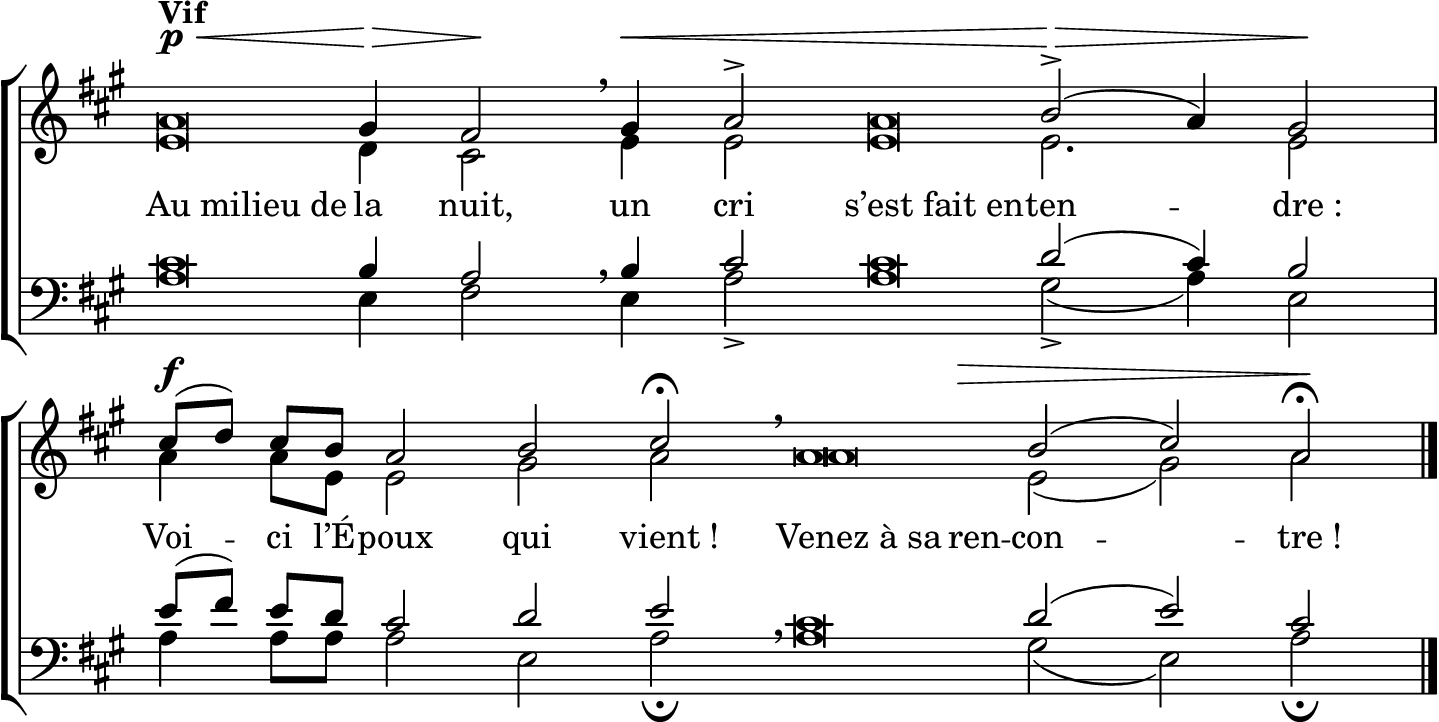 Vif
p
Au milieu de la nuit, un cri s’est fait enten - dre :
f
Voi - ci l’Époux qui vient ! Venez à sa ren - con - tre !